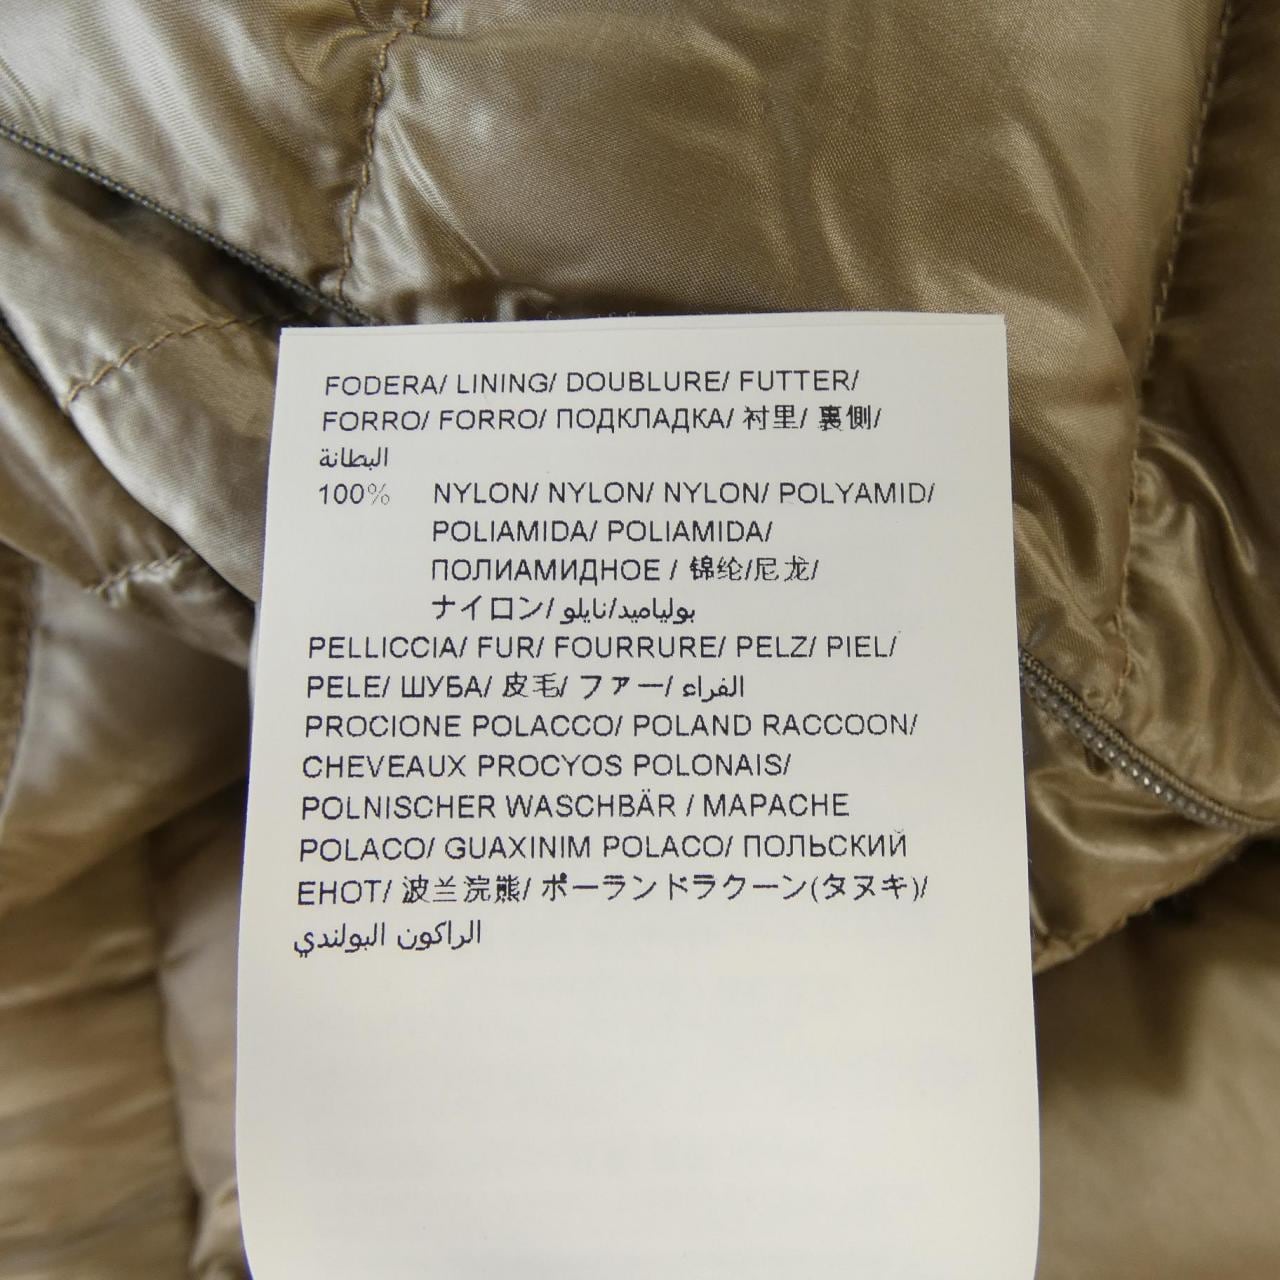 FODERA/ LINING/ DOUBLURE/ FUTTER/
FORRO/ FORRO/ ПОДКЛАДКА/ 衬里/ 裏側/
البطانة
100% NYLON/ NYLON/ NYLON/ POLYAMID/
POLIAMIDA/ POLIAMIDA/
ПОЛИАМИДНОЕ / 锦纶/尼龙/
ナイロン/ بولياميد/نايلو
PELLICCIA/ FUR/ FOURRURE/ PELZ/ PIEL/
PELE/ ШУБА/ 皮毛/ ファー/ الفراء
PROCIONE POLACCO/ POLAND RACCOON/
CHEVEAUX PROCYOS POLONAIS/
POLNISCHER WASCHBÄR / MAPACHE
POLACO/ GUAXINIM POLACO/ ПОЛЬСКИЙ
ЕНОТ/ 波兰浣熊/ ポーランドラクーン(タヌキ)/
الراكون البولندي